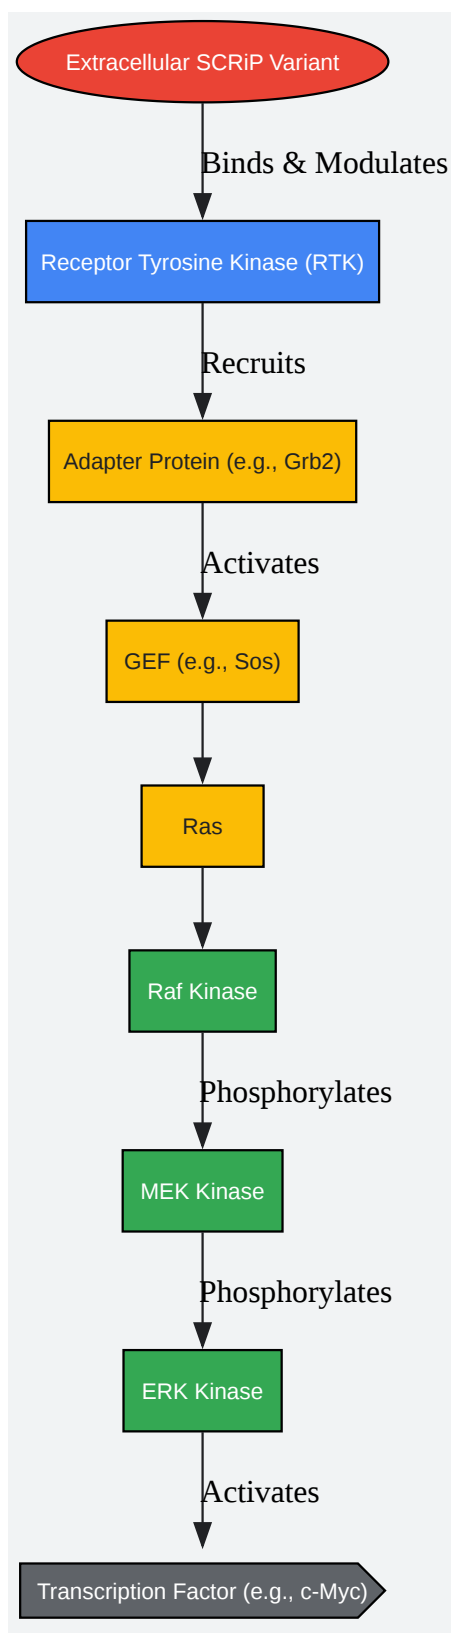 Extracellular SCRiP Variant
Binds & Modulates
Receptor Tyrosine Kinase (RTK)
Recruits
Adapter Protein (e.g., Grb2)
Activates
GEF (e.g., Sos)
Ras
Raf Kinase
Phosphorylates
MEK Kinase
Phosphorylates
ERK Kinase
Activates
Transcription Factor (e.g., c-Myc)